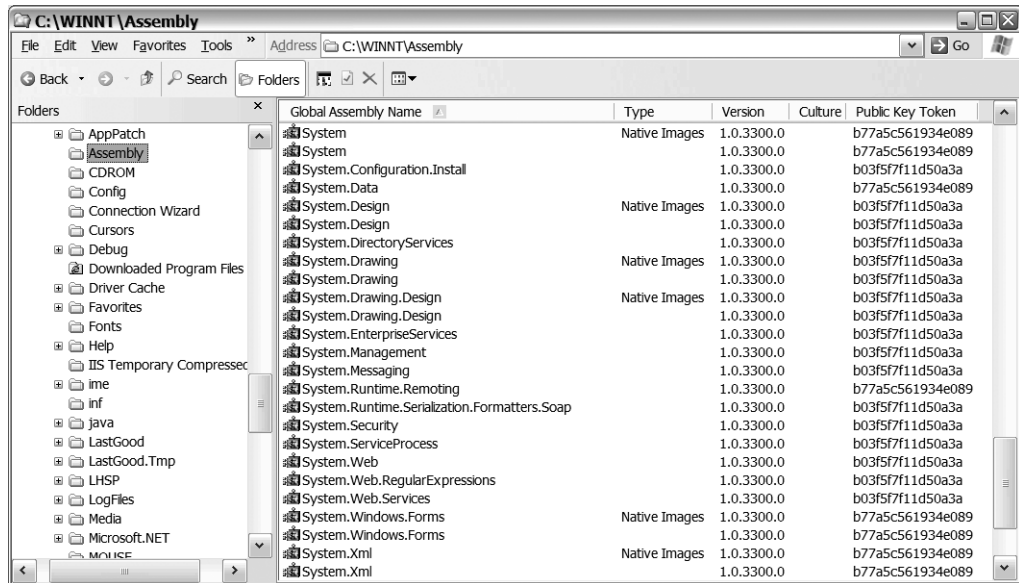 C:\WINNT\Assembly
File Edit View Favorites Tools » Address C:\WINNT\Assembly Go
Back Search Folders
Folders × Global Assembly Name Type Version Culture Public Key Token
AppPatch
Assembly
CDROM
Config
Connection Wizard
Cursors
Debug
Downloaded Program Files
Driver Cache
Favorites
Fonts
Help
IIS Temporary Compressed
ime
inf
java
LastGood
LastGood.Tmp
LHSP
LogFiles
Media
Microsoft.NET
MOUSE
System Native Images 1.0.3300.0 b77a5c561934e089
System 1.0.3300.0 b77a5c561934e089
System.Configuration.Install 1.0.3300.0 b03f5f7f11d50a3a
System.Data 1.0.3300.0 b77a5c561934e089
System.Design Native Images 1.0.3300.0 b03f5f7f11d50a3a
System.Design 1.0.3300.0 b03f5f7f11d50a3a
System.DirectoryServices 1.0.3300.0 b03f5f7f11d50a3a
System.Drawing Native Images 1.0.3300.0 b03f5f7f11d50a3a
System.Drawing 1.0.3300.0 b03f5f7f11d50a3a
System.Drawing.Design Native Images 1.0.3300.0 b03f5f7f11d50a3a
System.Drawing.Design 1.0.3300.0 b03f5f7f11d50a3a
System.EnterpriseServices 1.0.3300.0 b03f5f7f11d50a3a
System.Management 1.0.3300.0 b03f5f7f11d50a3a
System.Messaging 1.0.3300.0 b03f5f7f11d50a3a
System.Runtime.Remoting 1.0.3300.0 b77a5c561934e089
System.Runtime.Serialization.Formatters.Soap 1.0.3300.0 b03f5f7f11d50a3a
System.Security 1.0.3300.0 b03f5f7f11d50a3a
System.ServiceProcess 1.0.3300.0 b03f5f7f11d50a3a
System.Web 1.0.3300.0 b03f5f7f11d50a3a
System.Web.RegularExpressions 1.0.3300.0 b03f5f7f11d50a3a
System.Web.Services 1.0.3300.0 b03f5f7f11d50a3a
System.Windows.Forms Native Images 1.0.3300.0 b77a5c561934e089
System.Windows.Forms 1.0.3300.0 b77a5c561934e089
System.Xml Native Images 1.0.3300.0 b77a5c561934e089
System.Xml 1.0.3300.0 b77a5c561934e089